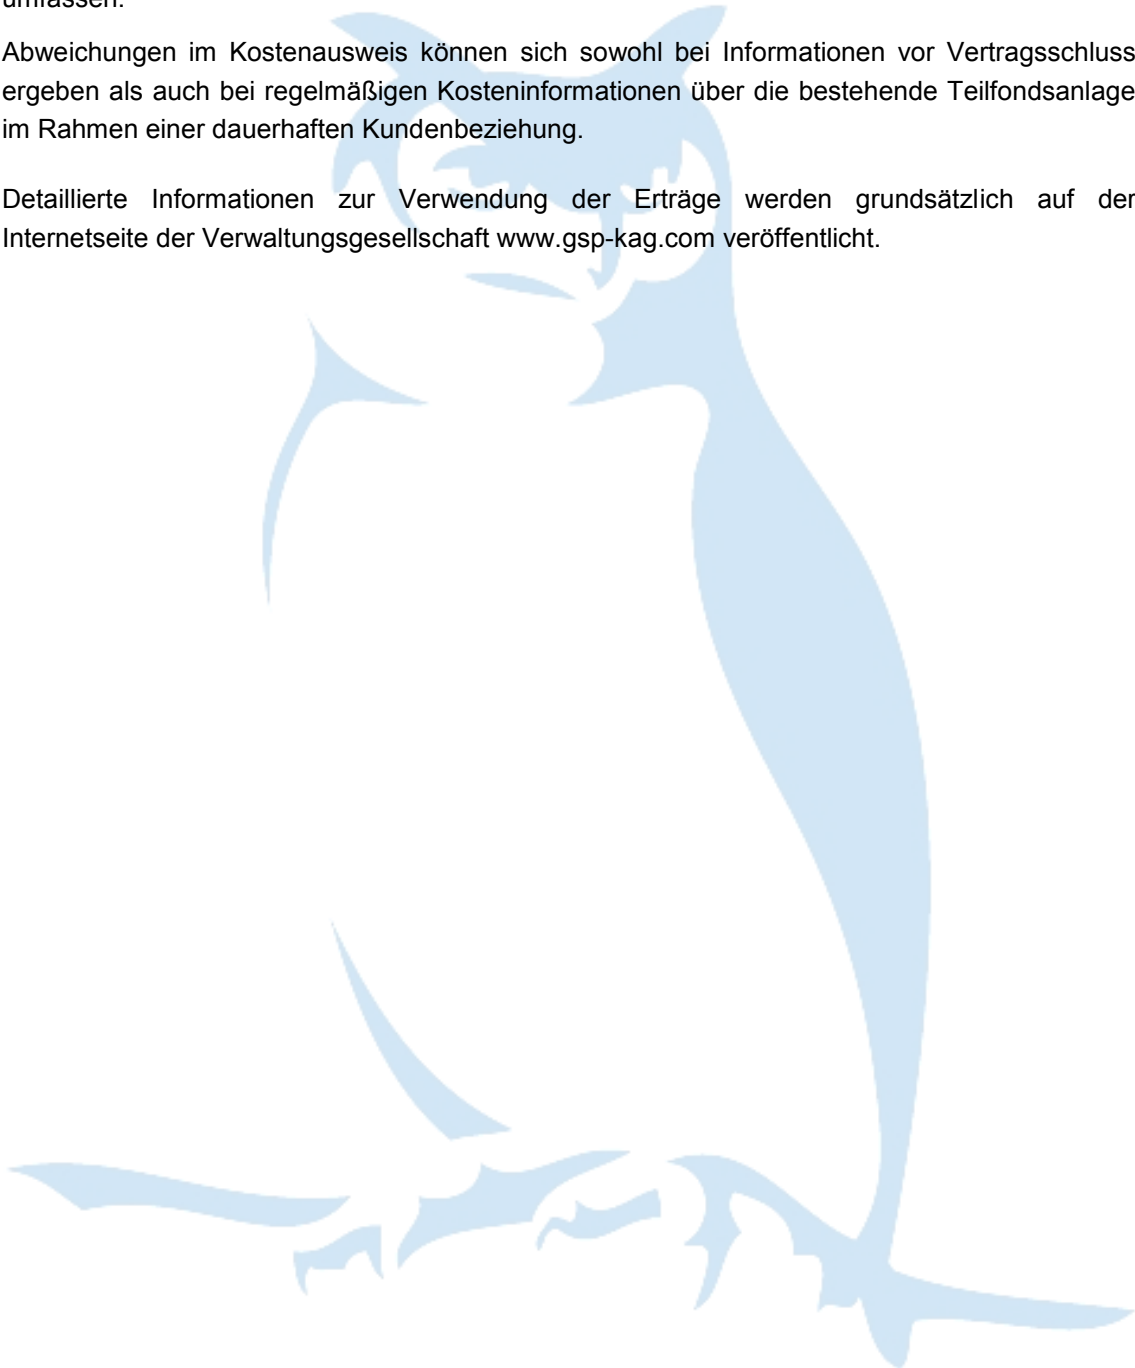 umfassen.
Abweichungen im Kostenausweis können sich sowohl bei Informationen vor Vertragsschluss
ergeben als auch bei regelmäßigen Kosteninformationen über die bestehende Teilfondsanlage
im Rahmen einer dauerhaften Kundenbeziehung.
Detaillierte Informationen zur Verwendung der Erträge werden grundsätzlich auf der
Internetseite der Verwaltungsgesellschaft www.gsp-kag.com veröffentlicht.